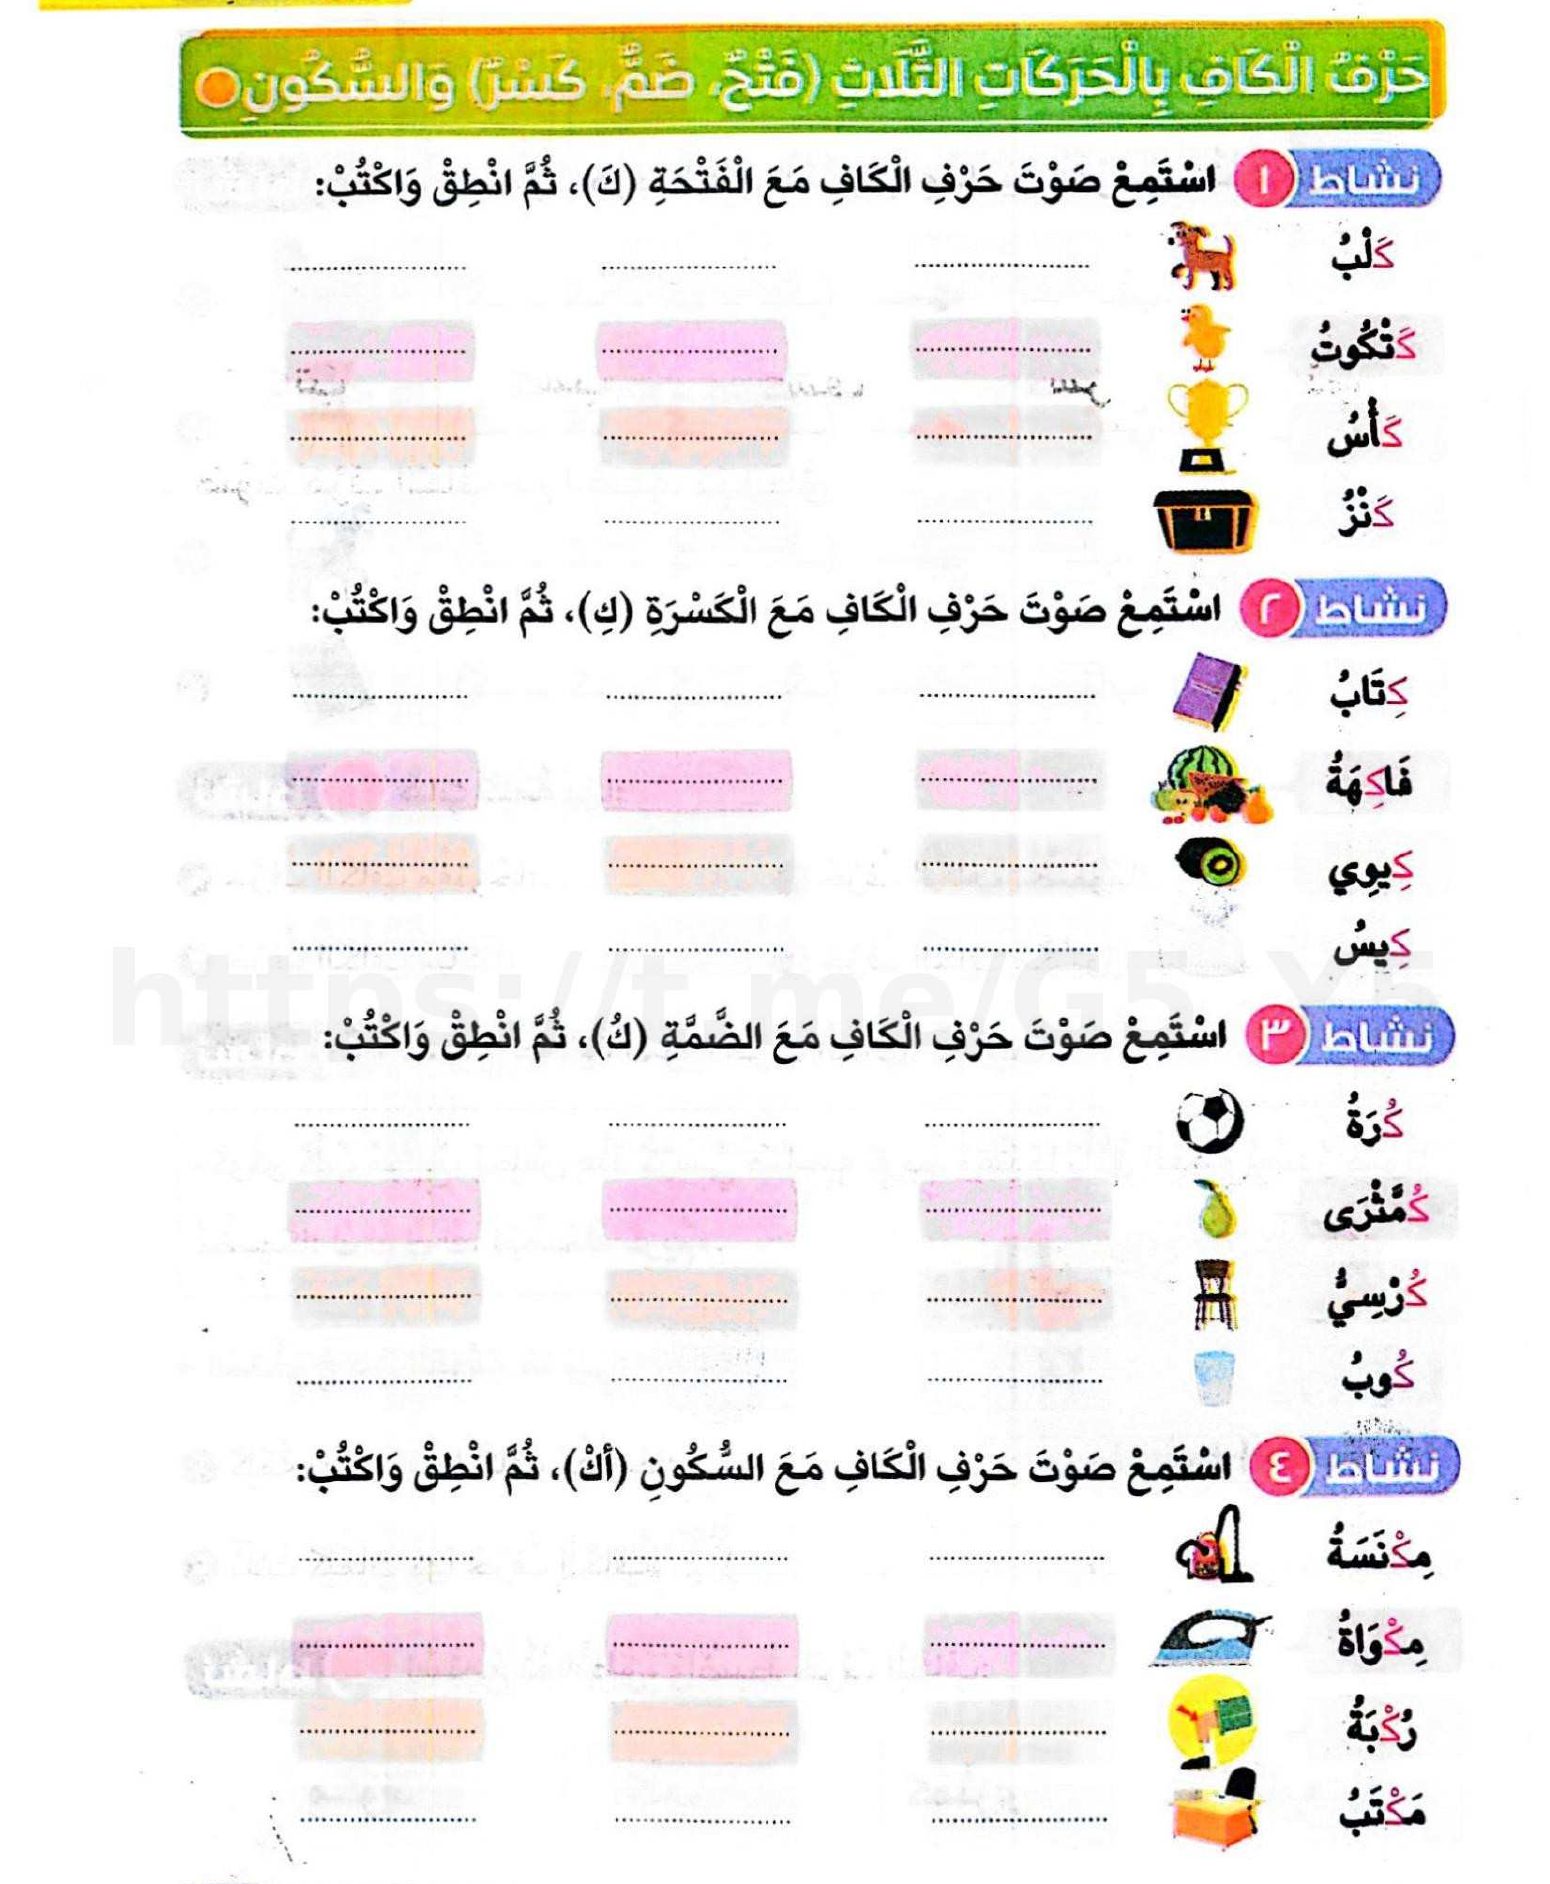 حَرْفُ الْكَافِ بِالْحَرَكَاتِ الثَّلَاثِ (فَتْحٌ، ضَمٌّ، كَسْرٌ) وَالسُّكُونِ
نشاط ١ اسْتَمِعْ صَوْتَ حَرْفِ الْكَافِ مَعَ الْفَتْحَةِ (كَ)، ثُمَّ انْطِقْ وَاكْتُبْ:
كَلْبٌ
كَتْكُوتٌ
كَأْسٌ
كَنْزٌ
نشاط ٢ اسْتَمِعْ صَوْتَ حَرْفِ الْكَافِ مَعَ الْكَسْرَةِ (كِ)، ثُمَّ انْطِقْ وَاكْتُبْ:
كِتَابٌ
فَاكِهَةٌ
كِيوِي
كِيسٌ
https://t.me/G5_Y5
نشاط ٣ اسْتَمِعْ صَوْتَ حَرْفِ الْكَافِ مَعَ الضَّمَّةِ (كُ)، ثُمَّ انْطِقْ وَاكْتُبْ:
كُرَةٌ
كُمَّثْرَى
كُرْسِيٌّ
كُوبٌ
نشاط ٤ اسْتَمِعْ صَوْتَ حَرْفِ الْكَافِ مَعَ السُّكُونِ (أكْ)، ثُمَّ انْطِقْ وَاكْتُبْ:
مِكْنَسَةٌ
مِكْوَاةٌ
رُكْبَةٌ
مَكْتَبٌ